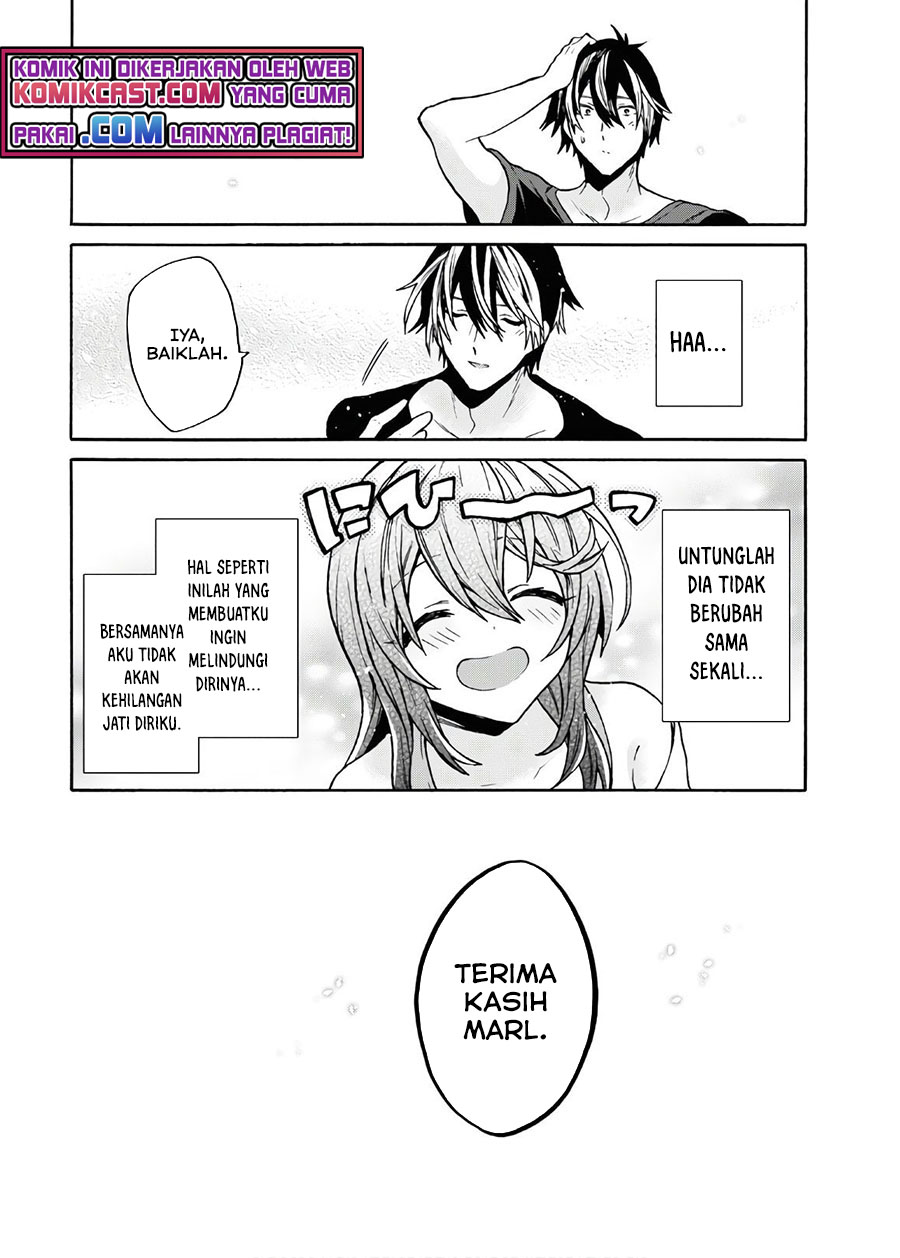 KOMIK INI DIKERJAKAN OLEH WEB
KOMIKCAST.COM YANG CUMA
PAKAI .COM LAINNYA PLAGIAT!
HAA...
IYA,
BAIKLAH.
にひーっ
UNTUNGLAH
DIA TIDAK
BERUBAH
SAMA
SEKALI...
HAL SEPERTI
INILAH YANG
MEMBUATKU
INGIN
MELINDUNGI
DIRINYA...
BERSAMANYA
AKU TIDAK
AKAN
KEHILANGAN
JATI DIRIKU.
TERIMA
KASIH
MARL.